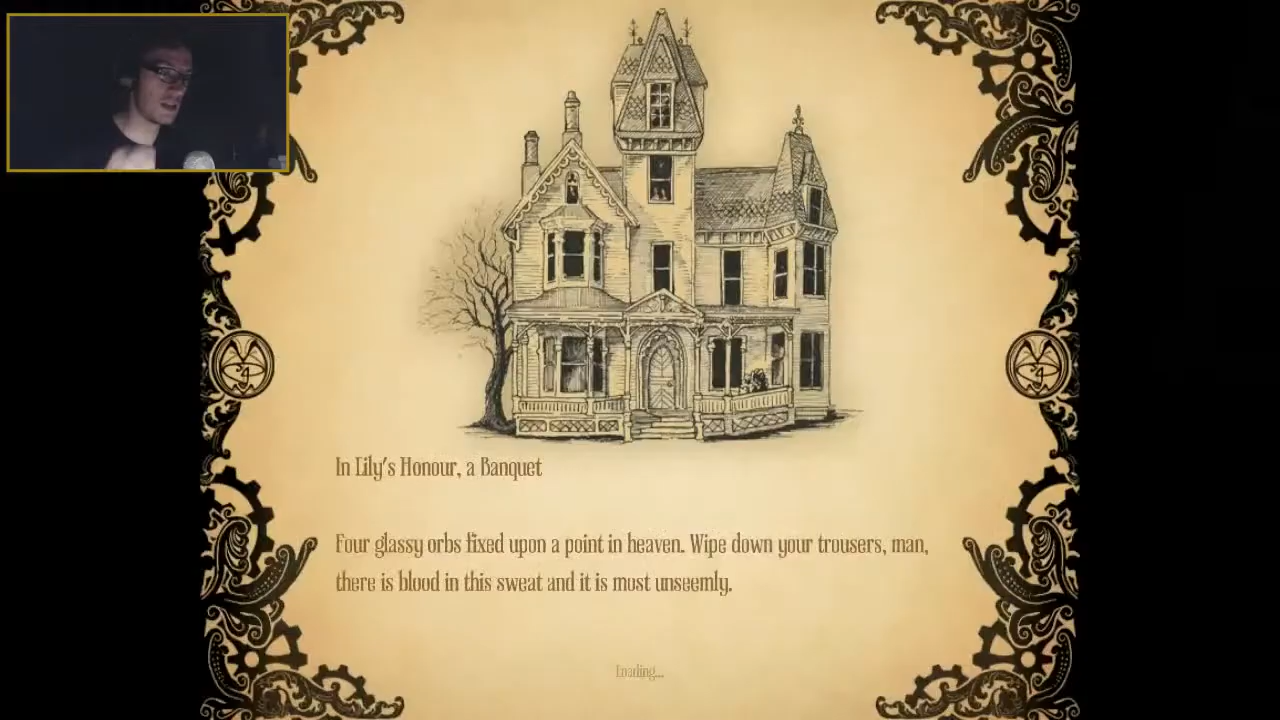 In Lily's Honour, a Banquet
Four glassy orbs fixed upon a point in heaven. Wipe down your trousers, man,
there is blood in this sweat and it is most unseemly.
Loading...